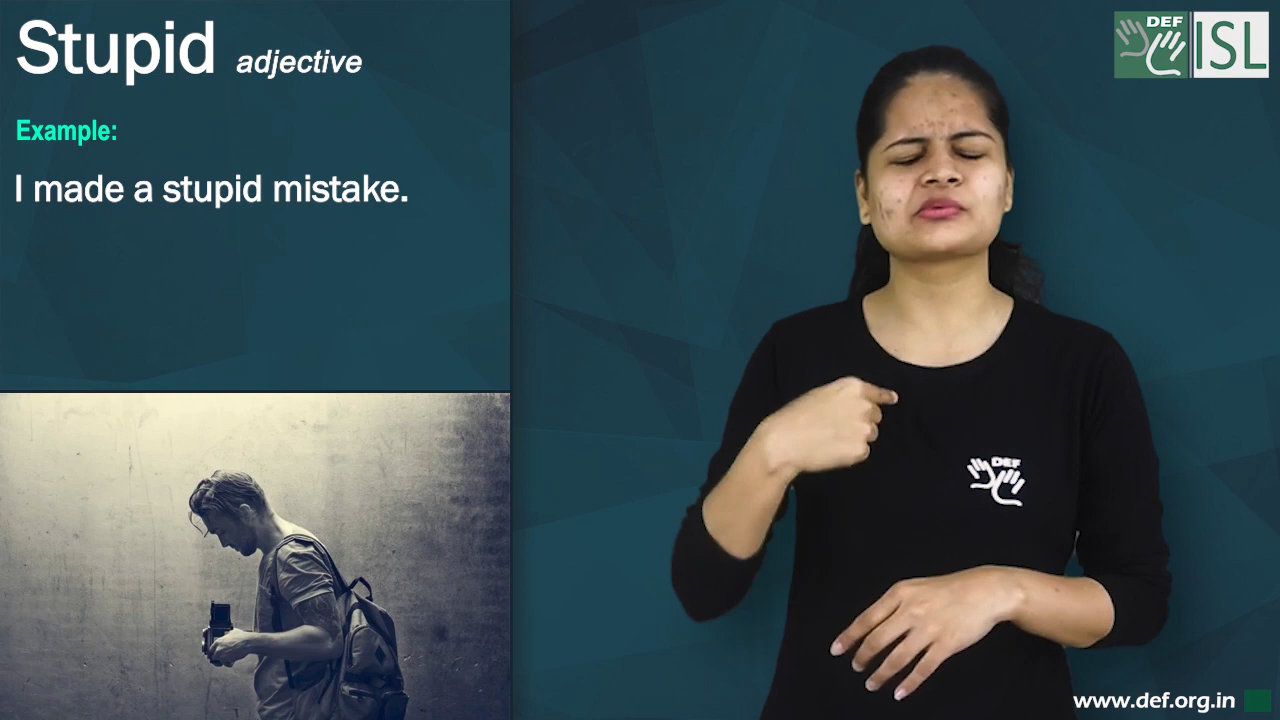 Stupid adjective
Example:
I made a stupid mistake.
DEF
ISL
DEF
www.def.org.in